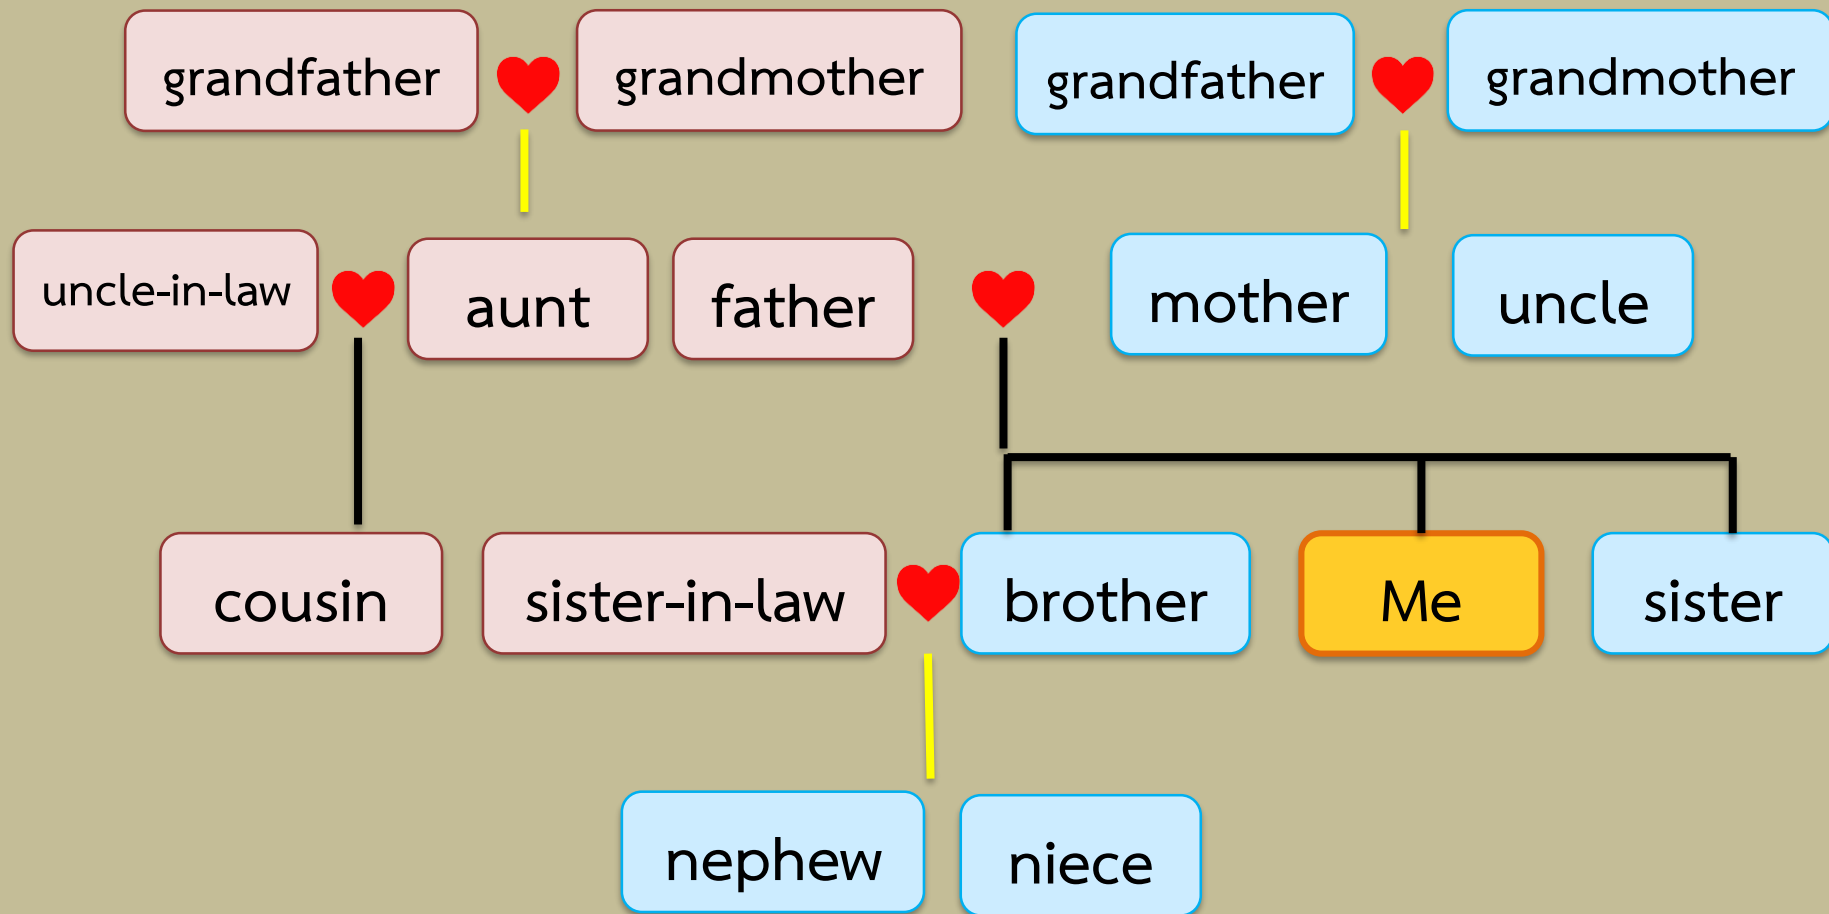 grandfather
grandmother
grandfather
grandmother
uncle-in-law
aunt
father
mother
uncle
cousin
sister-in-law
brother
Me
sister
nephew
niece